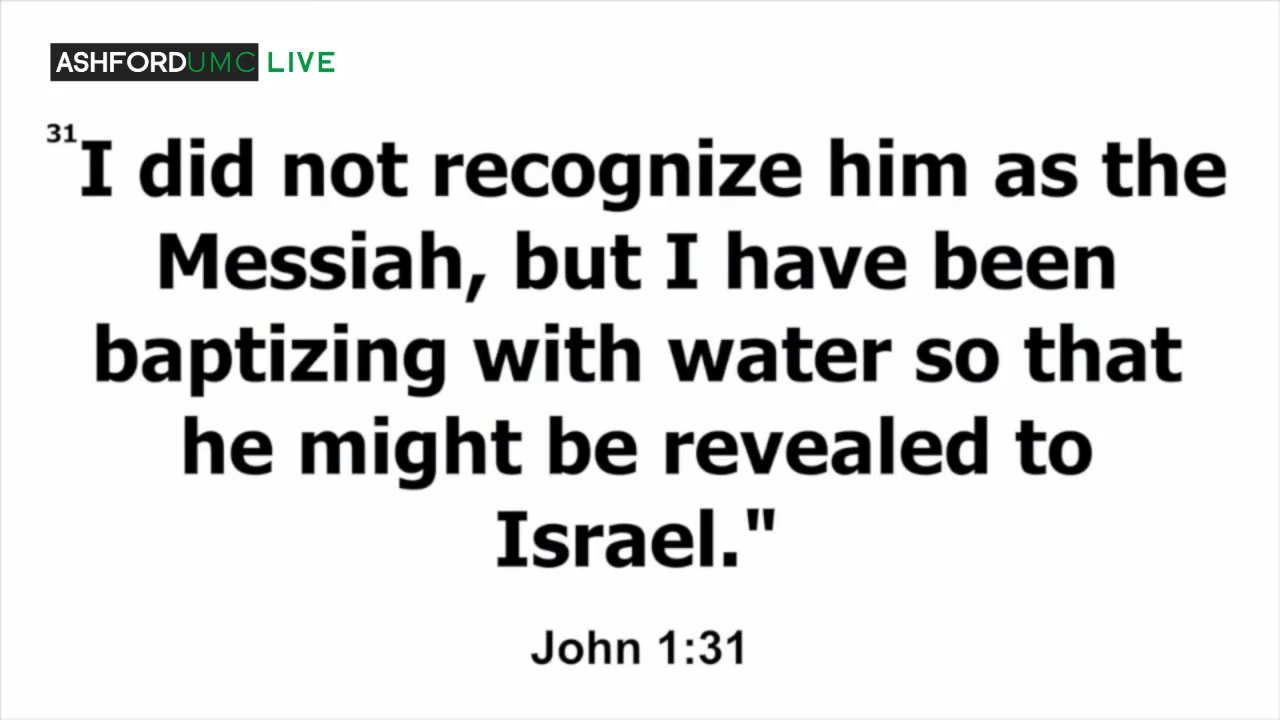 ASHFORDUMC LIVE
31I did not recognize him as the
Messiah, but I have been
baptizing with water so that
he might be revealed to
Israel."
John 1:31